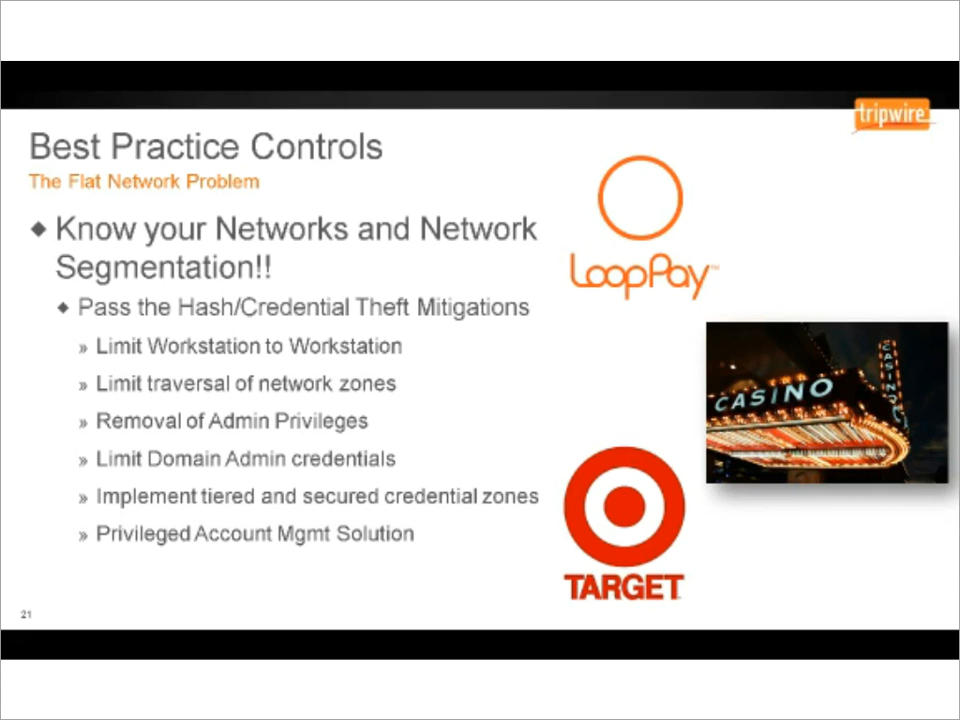 tripwire
Best Practice Controls
The Flat Network Problem
◆ Know your Networks and Network
Segmentation!!
◆ Pass the Hash/Credential Theft Mitigations
» Limit Workstation to Workstation
» Limit traversal of network zones
» Removal of Admin Privileges
» Limit Domain Admin credentials
» Implement tiered and secured credential zones
» Privileged Account Mgmt Solution
LoopPay™
CASINO
CASINO
TARGET
21